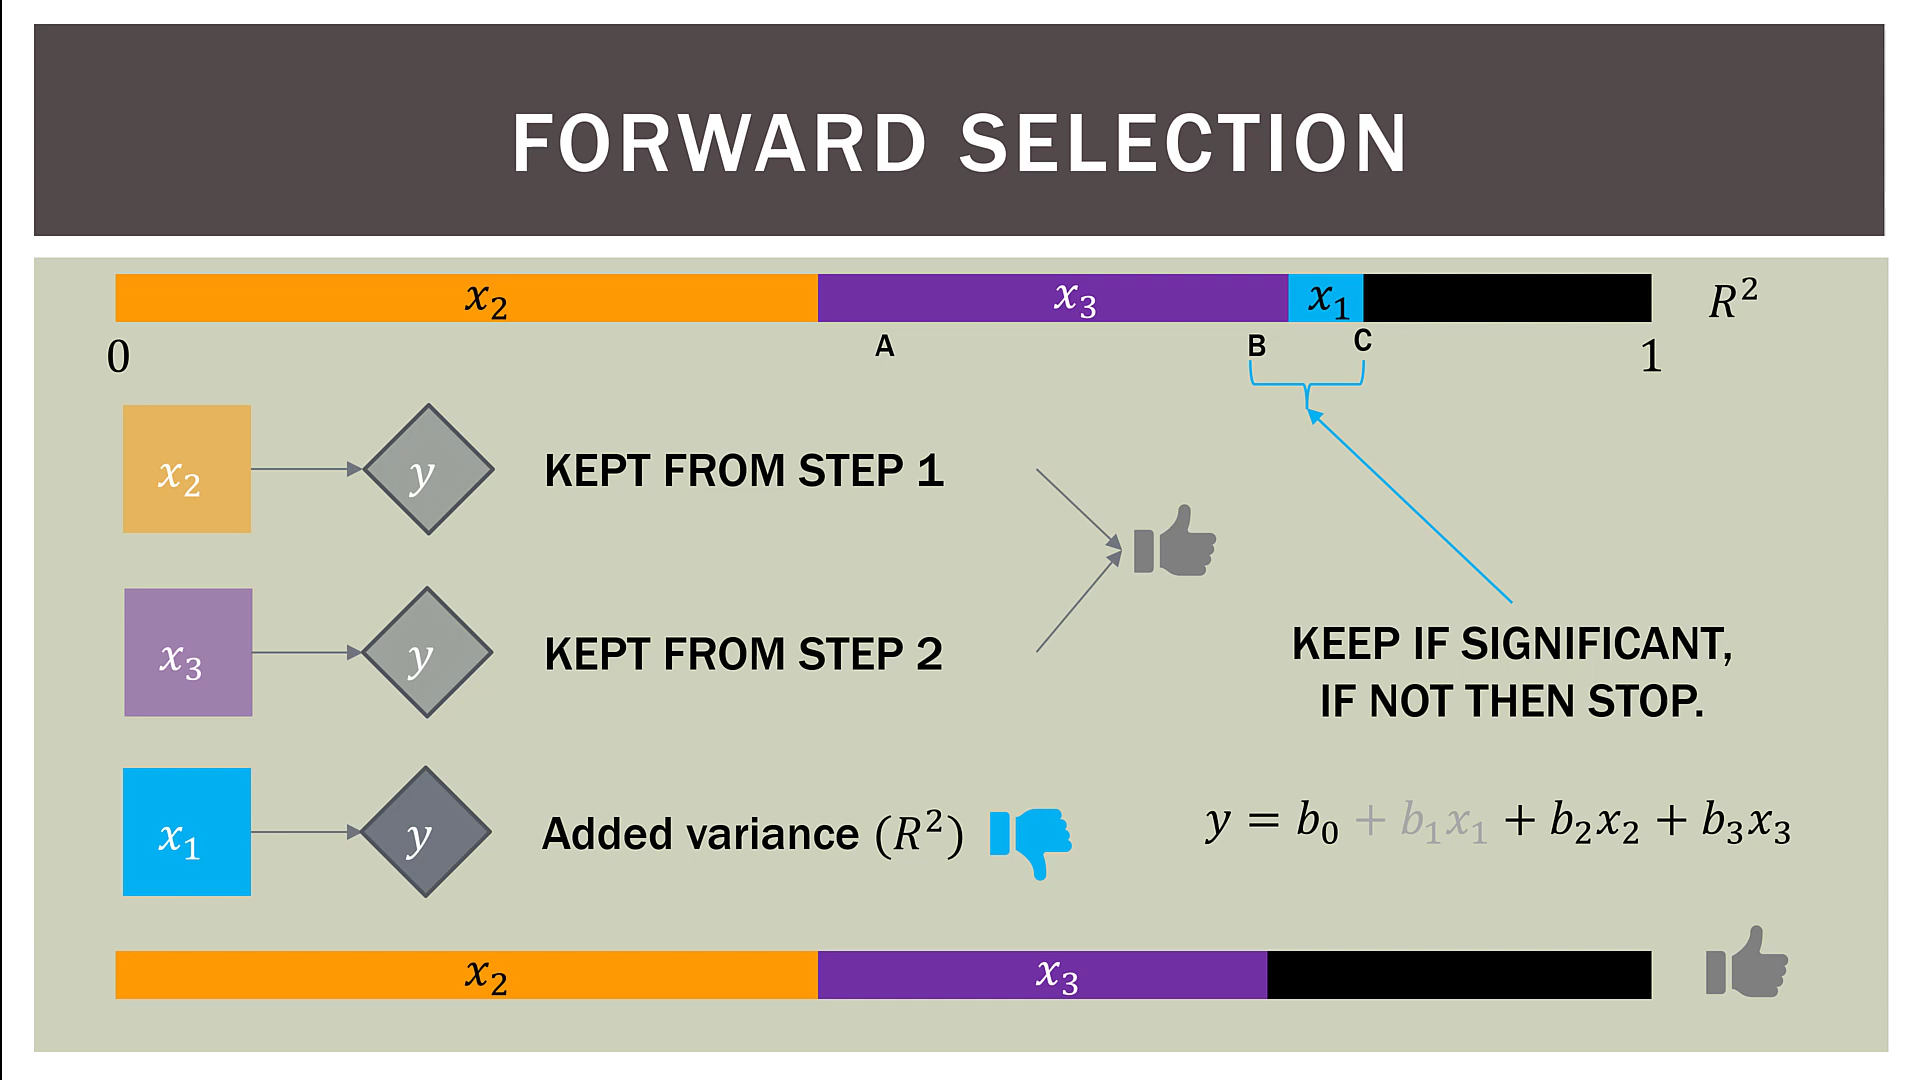 FORWARD SELECTION
x₂ x₃ x₁ R²
0 A B C 1
x₂ y KEPT FROM STEP 1
x₃ y KEPT FROM STEP 2
KEEP IF SIGNIFICANT,
IF NOT THEN STOP.
x₁ y Added variance (R²)
y = b₀ + b₁x₁ + b₂x₂ + b₃x₃
x₂ x₃